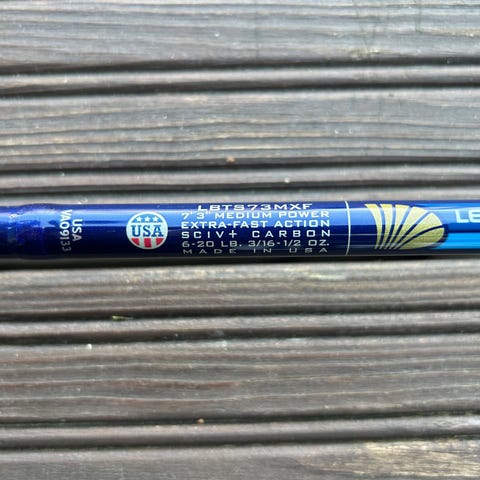 USA
VA09133
USA
LBTS73MXF
7' 3" MEDIUM POWER
EXTRA-FAST ACTION
SCIV+ CARBON
6-20 LB. 3/16-1/2 OZ.
MADE IN USA
LE